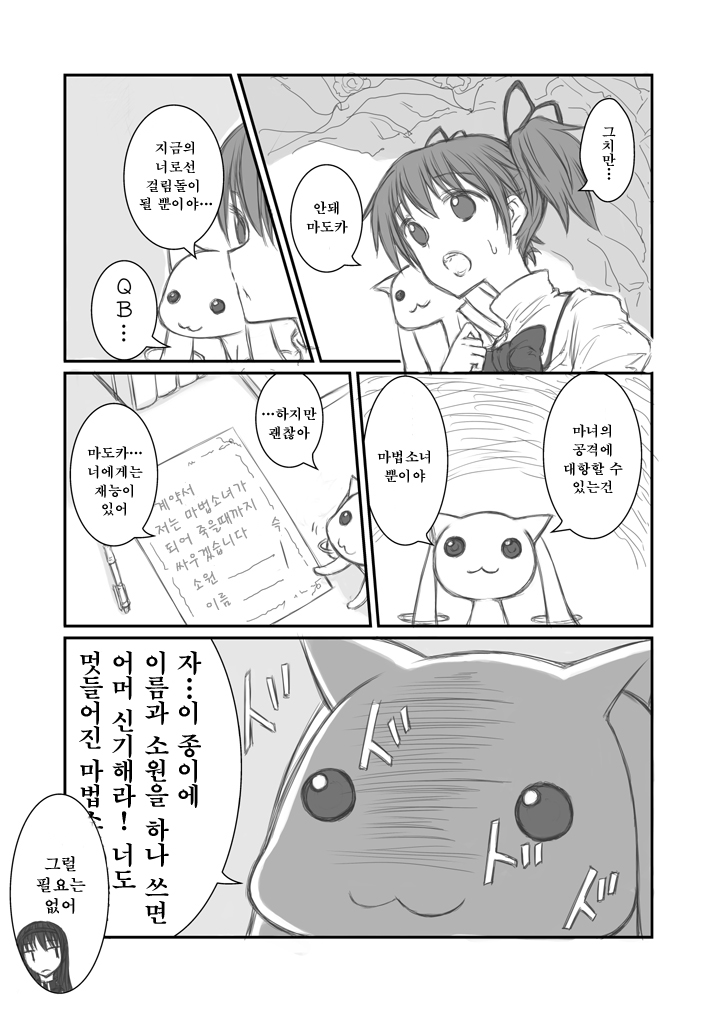 그치만…
안돼
마도카
지금의
너로선
걸림돌이
될 뿐이야…
QB…
마녀의
공격에
대항할 수
있는건
마법소녀
뿐이야
…하지만
괜찮아
마도카…
너에게는
재능이
있어
계약서
저는 마법소녀가
되어 죽을때까지
싸우겠습니다
소원
이름
슥
자…이 종이에
이름과 소원을 하나 쓰면
어머 신기해라! 너도
멋들어진 마법소
ドドドド
그럴
필요는
없어